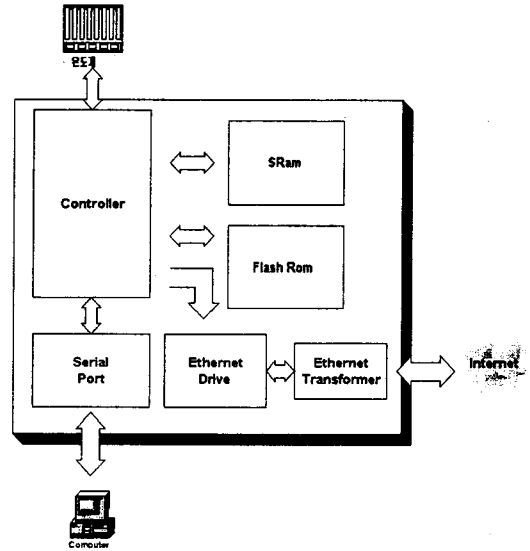 Controller
SRam
Flash Rom
Serial
Port
Ethernet
Drive
Ethernet
Transformer
Internet
Computer